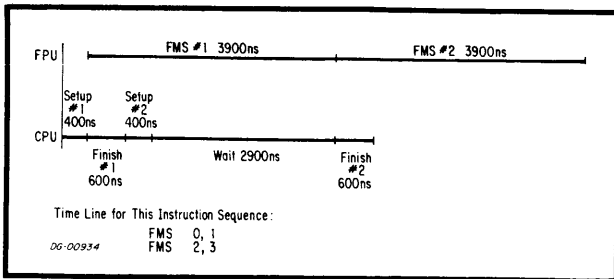 FPU
FMS #1 3900ns
FMS #2 3900ns
Setup
#1
400ns
Setup
#2
400ns
CPU
Finish
#1
600ns
Wait 2900ns
Finish
#2
600ns
Time Line for This Instruction Sequence:
FMS 0, 1
DG-00934
FMS 2, 3